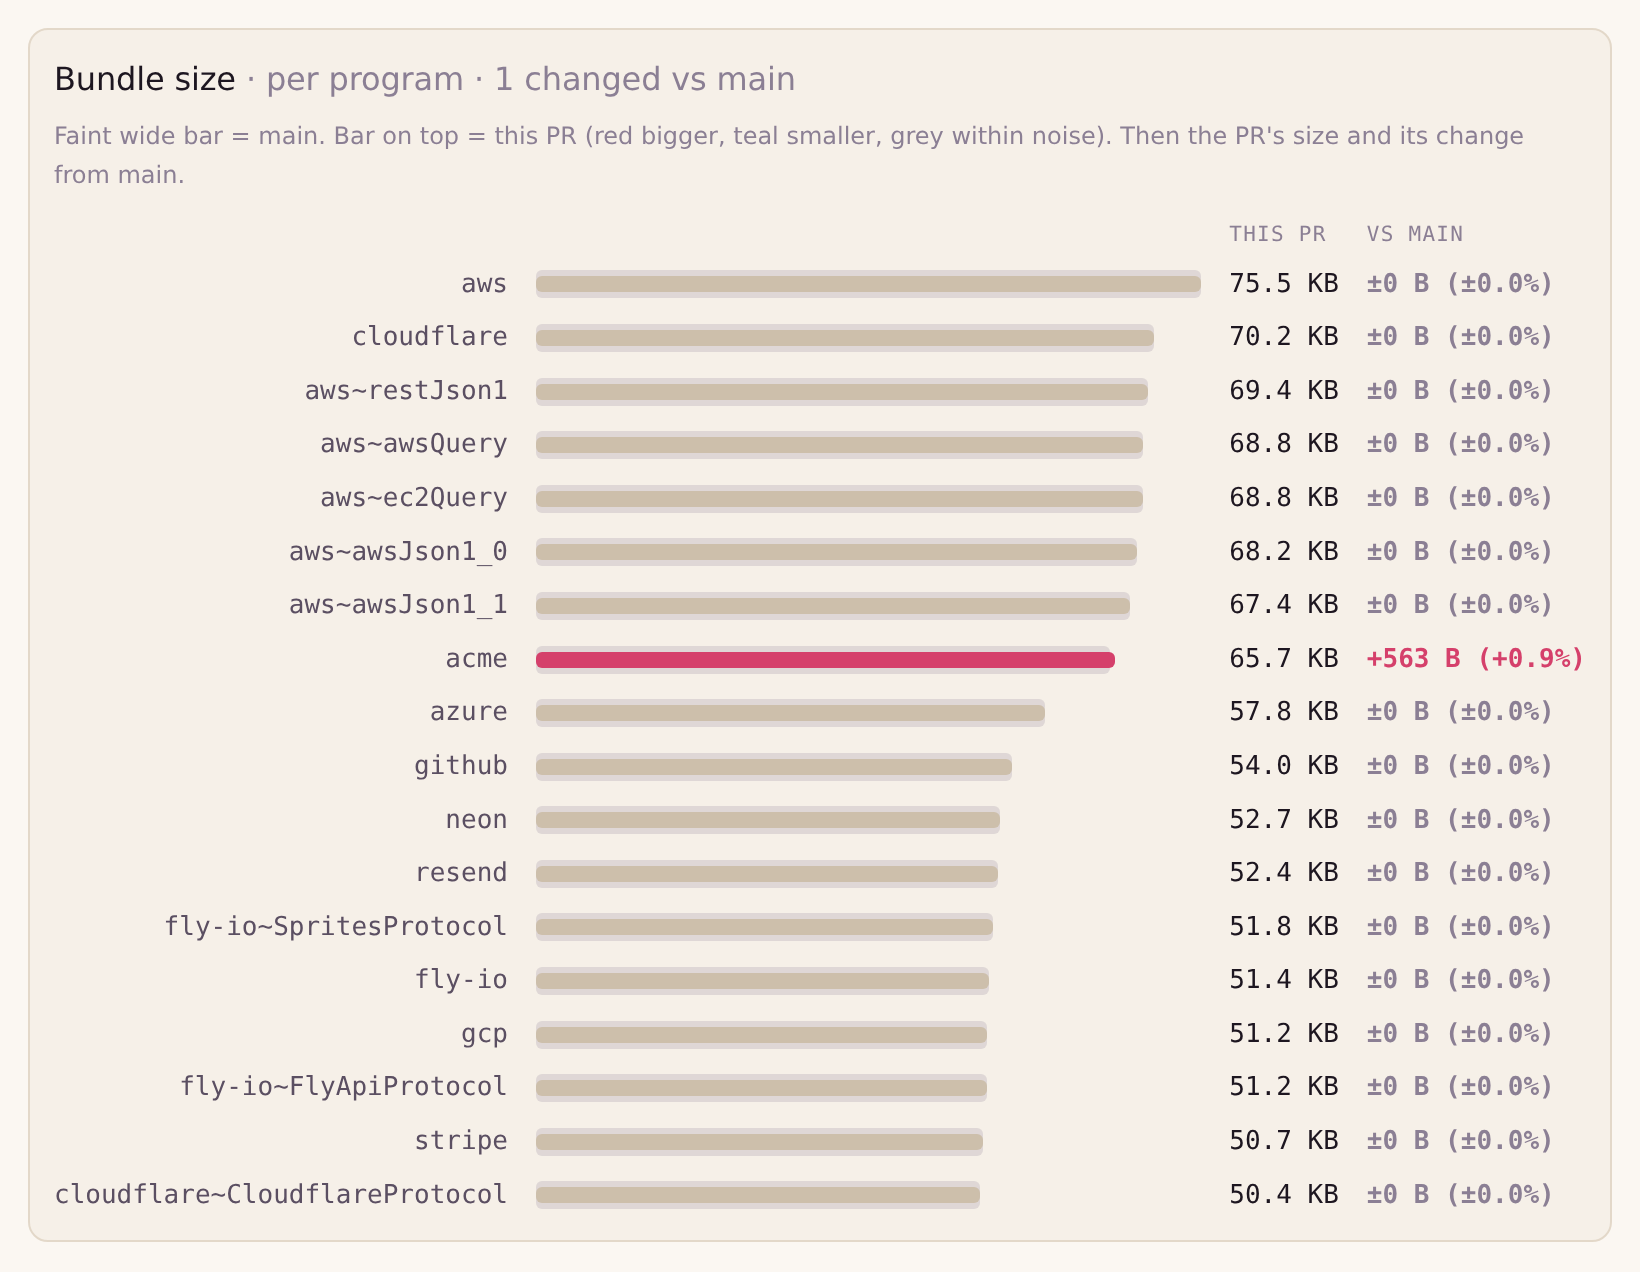 Bundle size · per program · 1 changed vs main
Faint wide bar = main. Bar on top = this PR (red bigger, teal smaller, grey within noise). Then the PR's size and its change
from main.
THIS PR VS MAIN
aws 75.5 KB ±0 B (±0.0%)
cloudflare 70.2 KB ±0 B (±0.0%)
aws~restJson1 69.4 KB ±0 B (±0.0%)
aws~awsQuery 68.8 KB ±0 B (±0.0%)
aws~ec2Query 68.8 KB ±0 B (±0.0%)
aws~awsJson1_0 68.2 KB ±0 B (±0.0%)
aws~awsJson1_1 67.4 KB ±0 B (±0.0%)
acme 65.7 KB +563 B (+0.9%)
azure 57.8 KB ±0 B (±0.0%)
github 54.0 KB ±0 B (±0.0%)
neon 52.7 KB ±0 B (±0.0%)
resend 52.4 KB ±0 B (±0.0%)
fly-io~SpritesProtocol 51.8 KB ±0 B (±0.0%)
fly-io 51.4 KB ±0 B (±0.0%)
gcp 51.2 KB ±0 B (±0.0%)
fly-io~FlyApiProtocol 51.2 KB ±0 B (±0.0%)
stripe 50.7 KB ±0 B (±0.0%)
cloudflare~CloudflareProtocol 50.4 KB ±0 B (±0.0%)